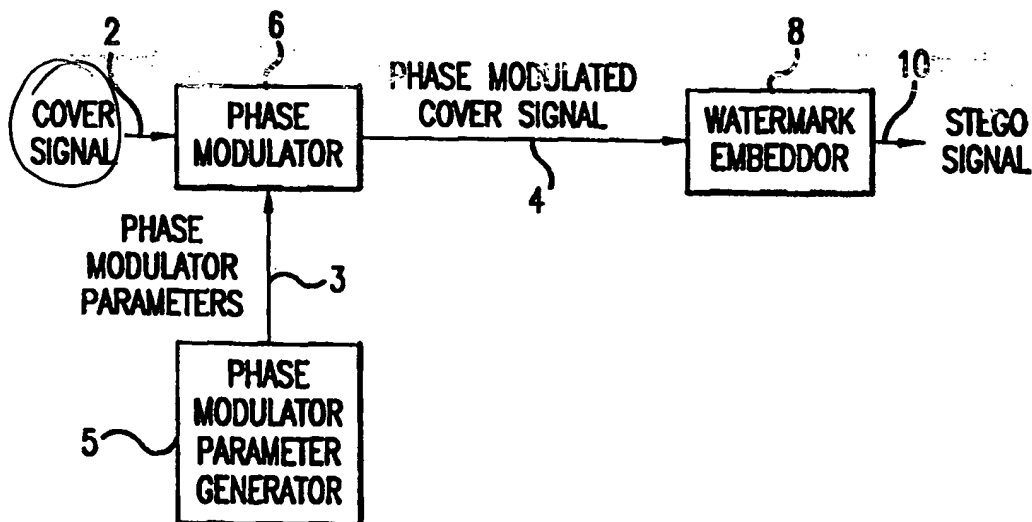 2
6
8
10
COVER
SIGNAL
PHASE
MODULATOR
PHASE MODULATED
COVER SIGNAL
4
WATERMARK
EMBEDDOR
STEGO
SIGNAL
PHASE
MODULATOR
PARAMETERS
3
5
PHASE
MODULATOR
PARAMETER
GENERATOR